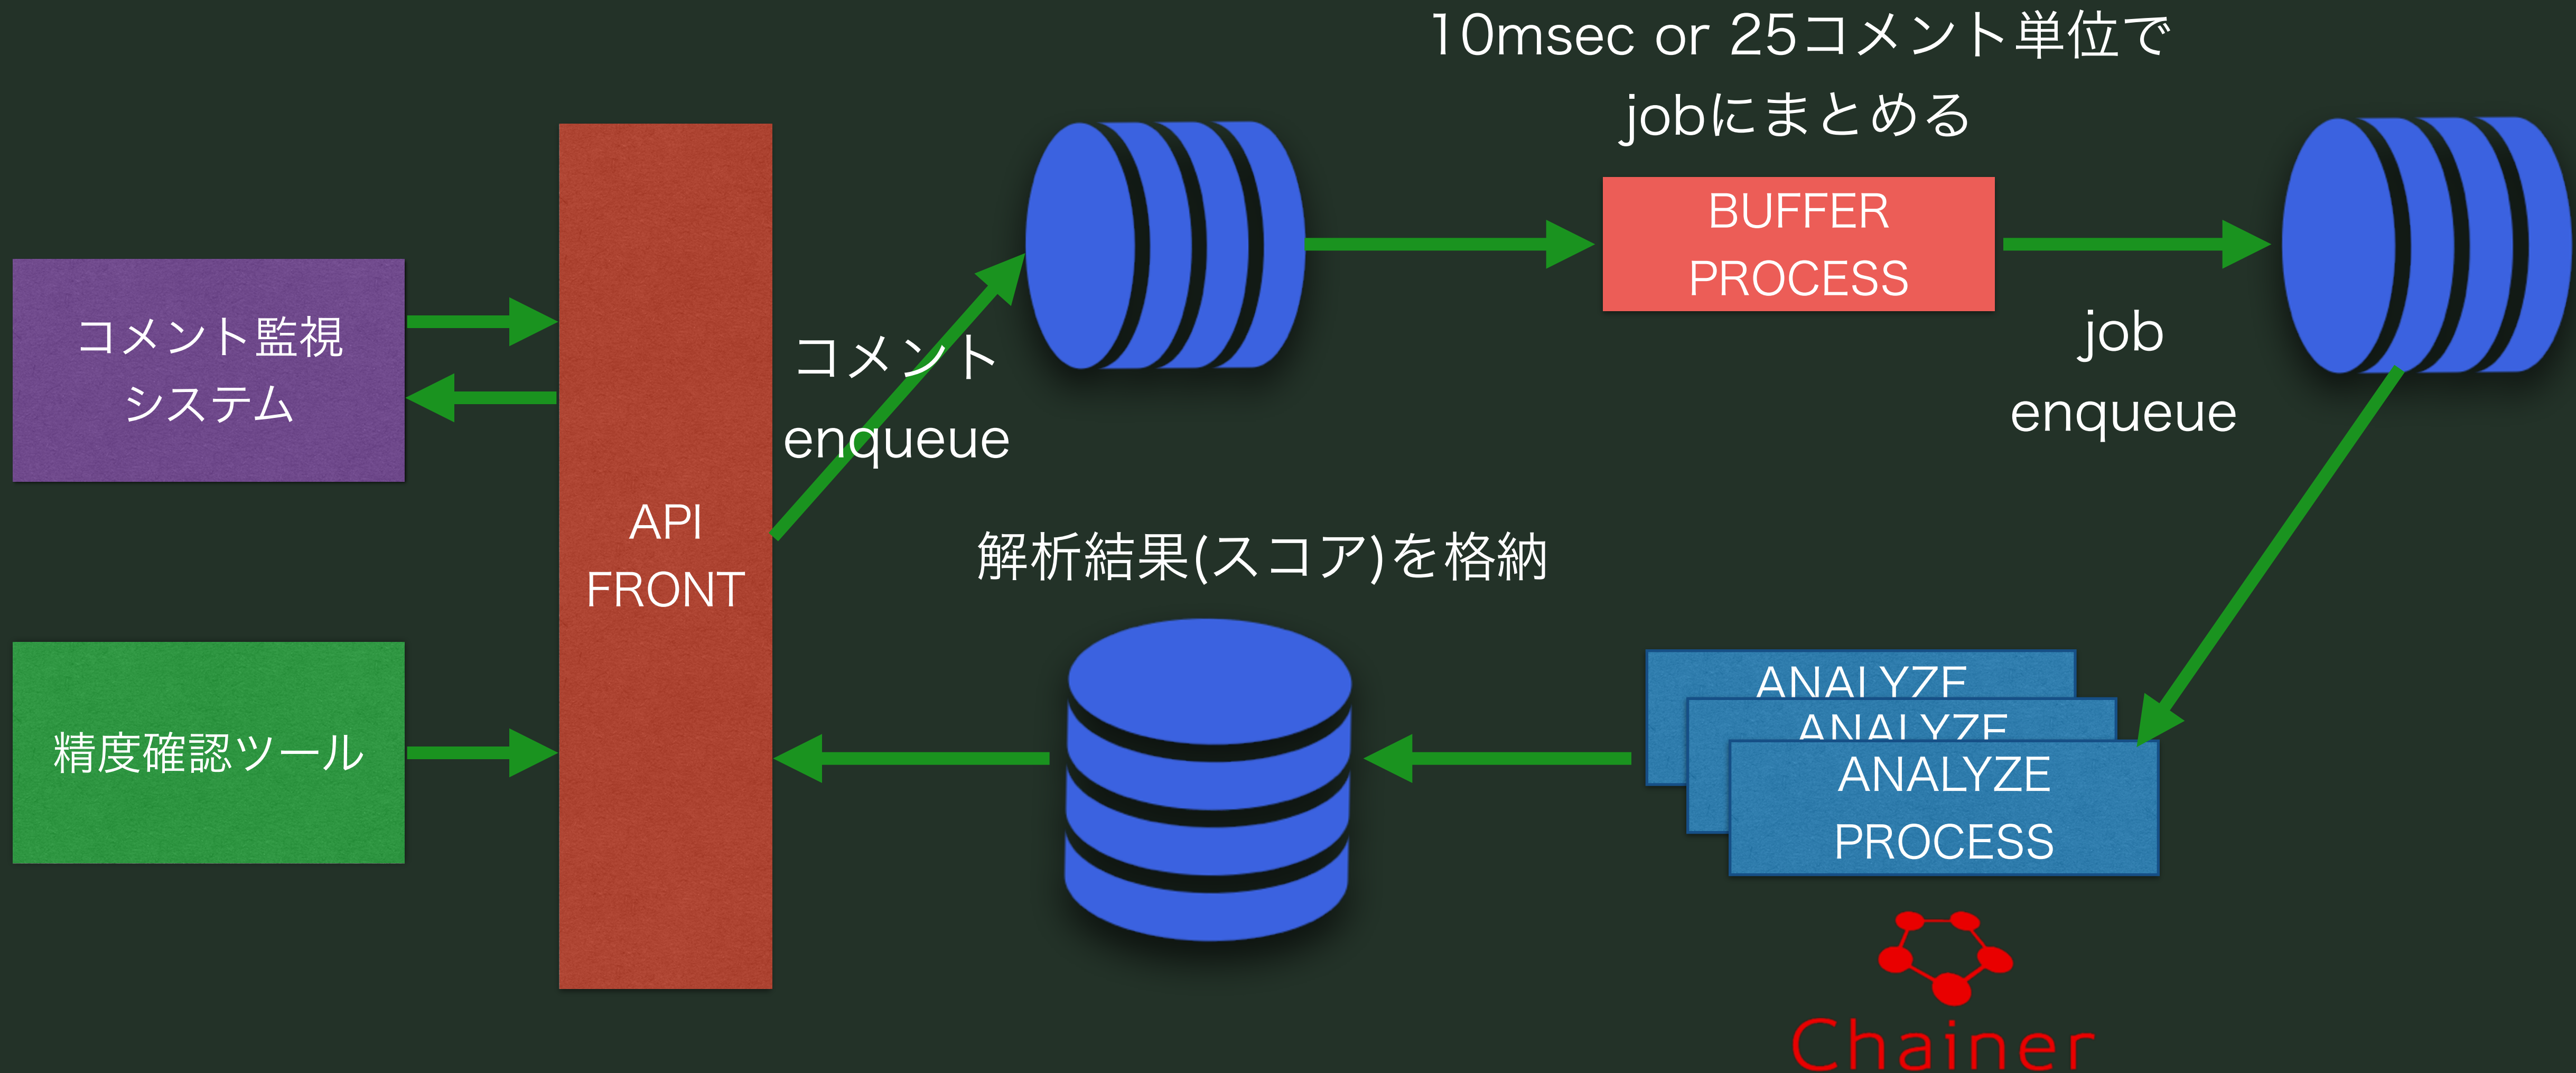 10msec or 25コメント単位で
jobにまとめる
BUFFER
PROCESS
コメント監視
システム
コメント
enqueue
job
enqueue
API
FRONT
解析結果(スコア)を格納
精度確認ツール
ANALYZE
ANALYZE
ANALYZE
PROCESS
Chainer